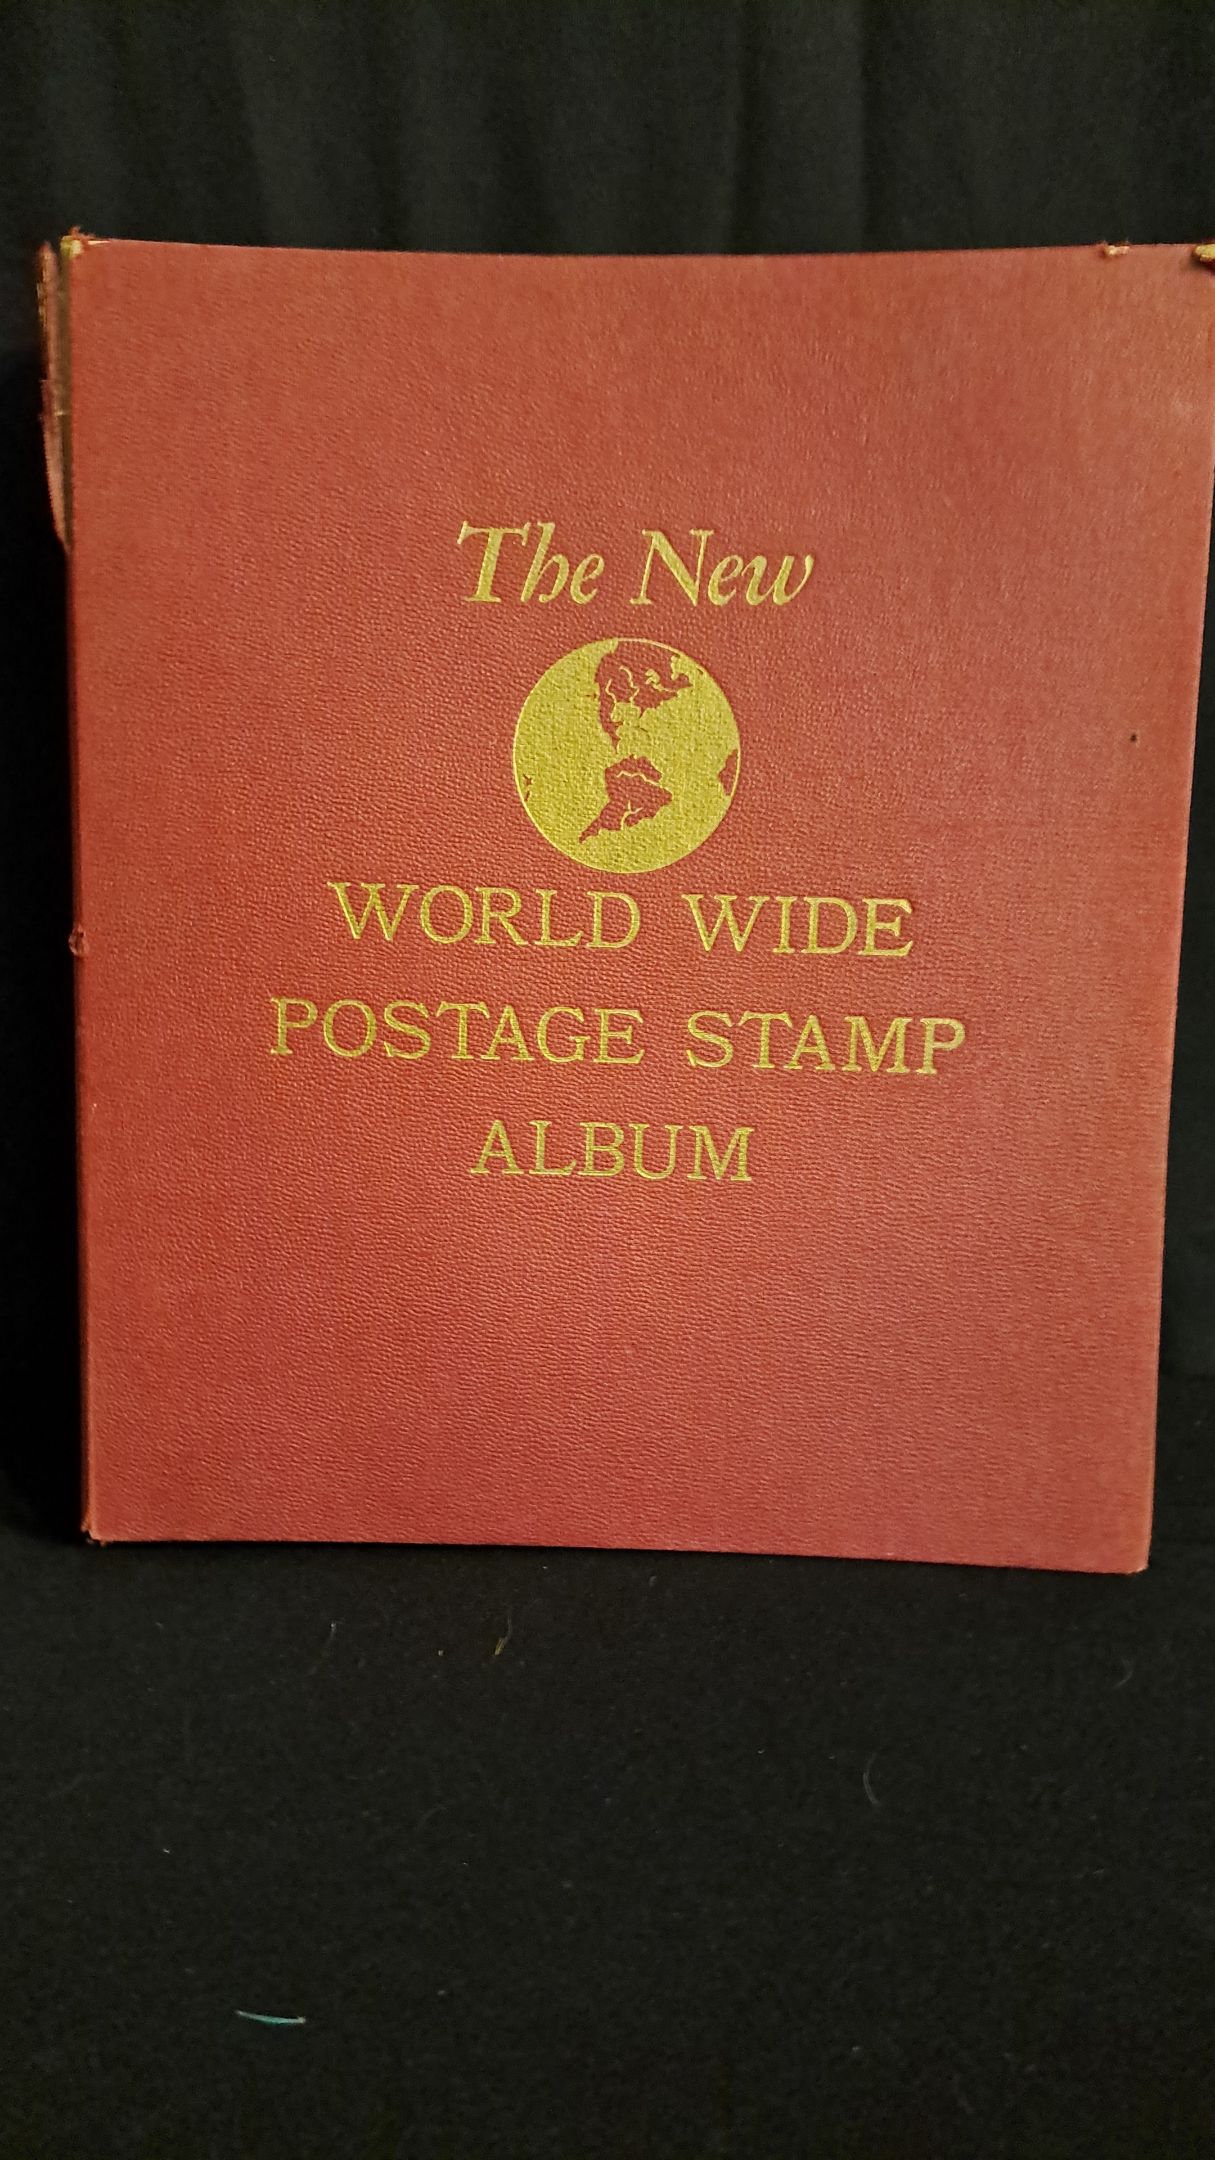 The New
WORLD WIDE
POSTAGE STAMP
ALBUM